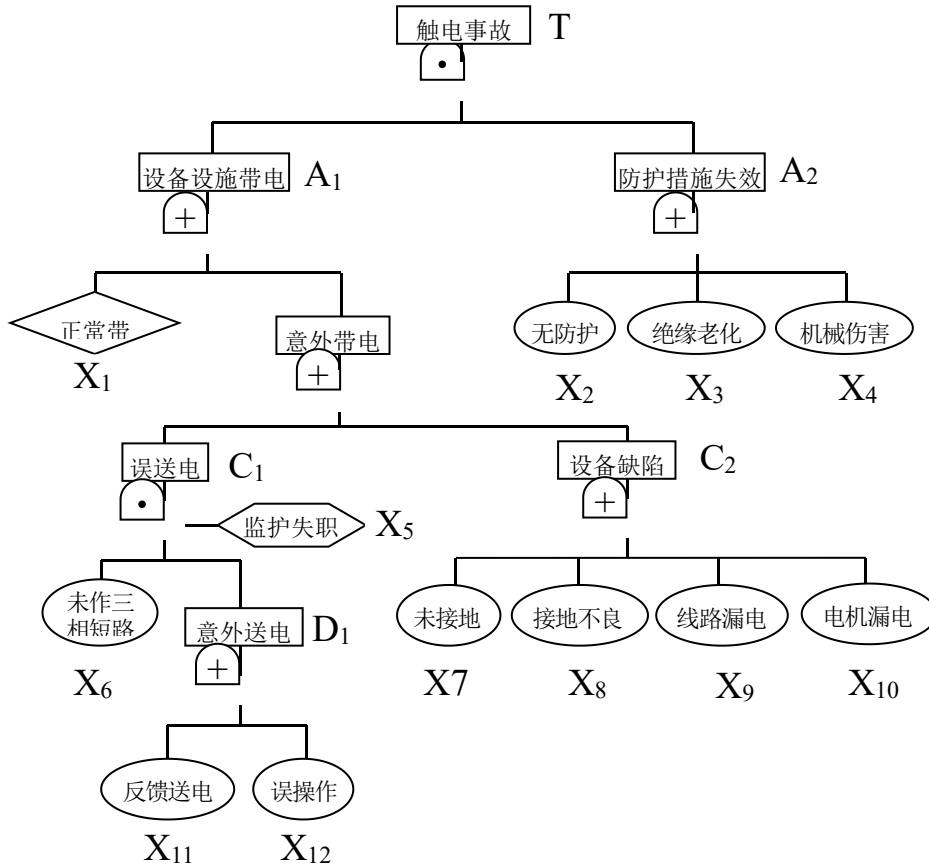 触电事故 T
·
设备设施带电 A₁
防护措施失效 A₂
+
+
正常带
意外带电
无防护
绝缘老化
机械伤害
X₁
+
X₂
X₃
X₄
误送电 C₁
设备缺陷 C₂
·
+
监护失职 X₅
未作三
相短路
意外送电 D₁
未接地
接地不良
线路漏电
电机漏电
X₆
+
X7
X₈
X₉
X₁₀
反馈送电
误操作
X₁₁
X₁₂